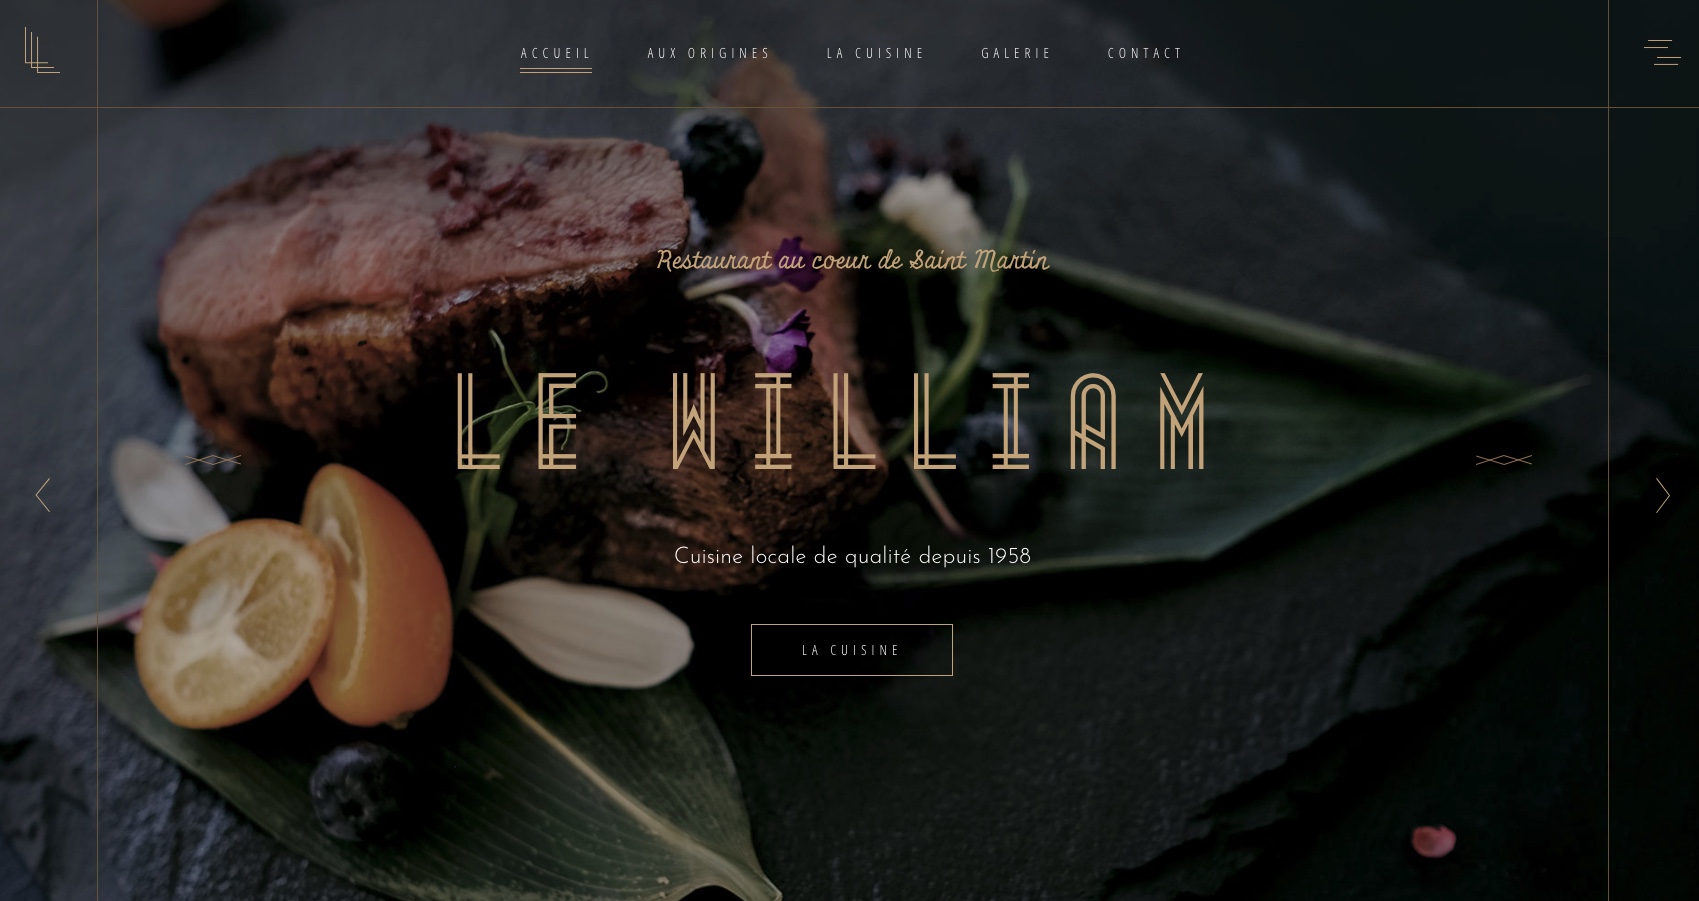 ACCUEIL AUX ORIGINES LA CUISINE GALERIE CONTACT
Restaurant au coeur de Saint Martin
LE WILLIAM
Cuisine locale de qualité depuis 1958
LA CUISINE